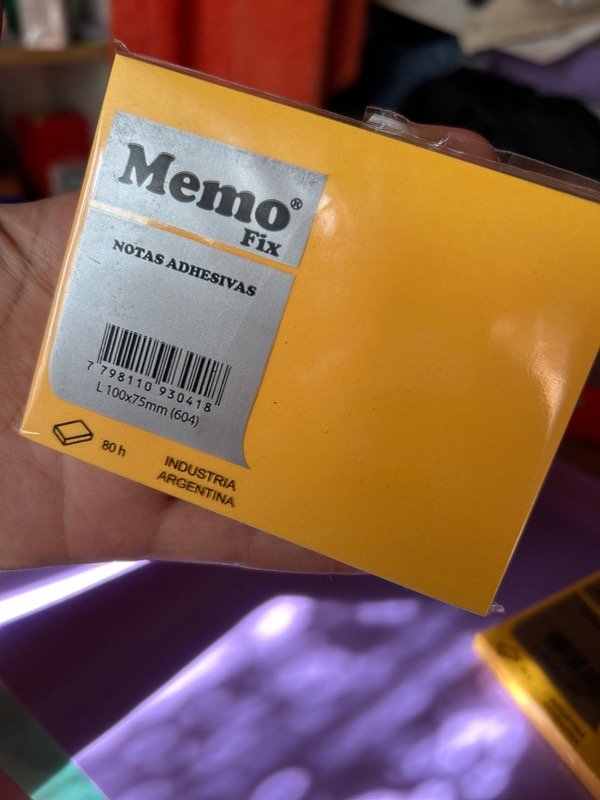 Memo®
Fix
NOTAS ADHESIVAS
7 798110 930418
L 100x75mm (604)
80 h
INDUSTRIA
ARGENTINA